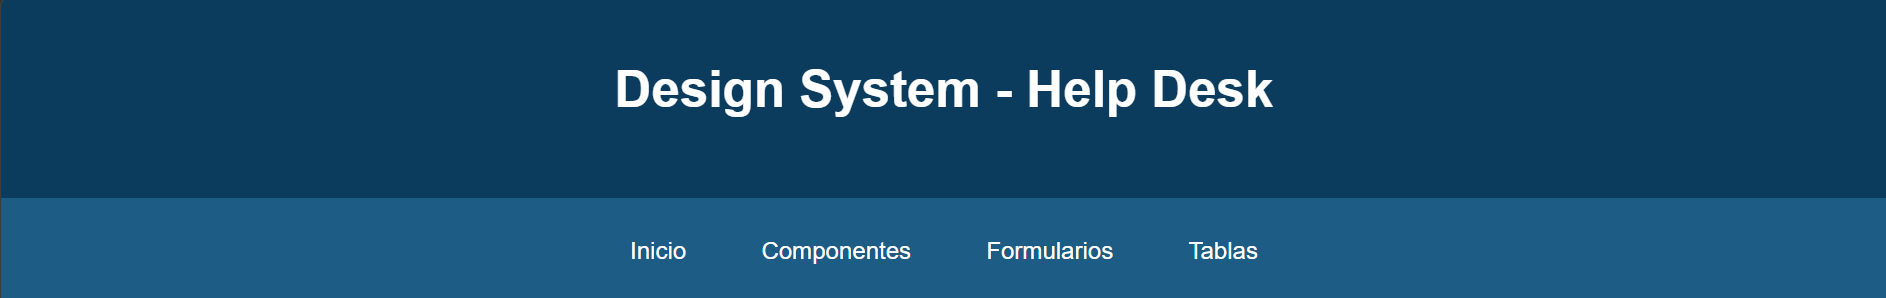 Design System - Help Desk
Inicio Componentes Formularios Tablas